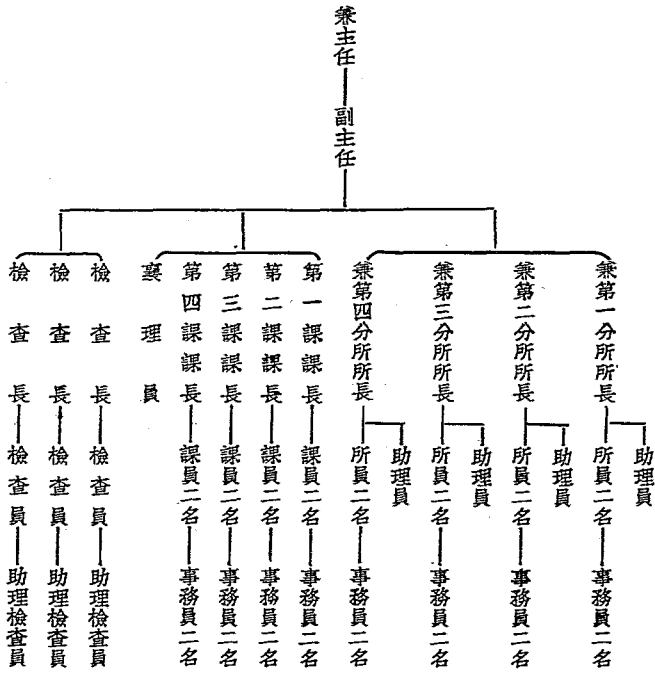 兼主任
副主任
兼第一分所所長
助理員
所員二名
事務員二名
兼第二分所所長
助理員
所員二名
事務員二名
兼第三分所所長
助理員
所員二名
事務員二名
兼第四分所所長
助理員
所員二名
事務員二名
第一課課長
課員二名
事務員二名
第二課課長
課員二名
事務員二名
第三課課長
課員二名
事務員二名
第四課課長
課員二名
事務員二名
襄理員
檢查長
檢查員
助理檢查員
檢查長
檢查員
助理檢查員
檢查長
檢查員
助理檢查員